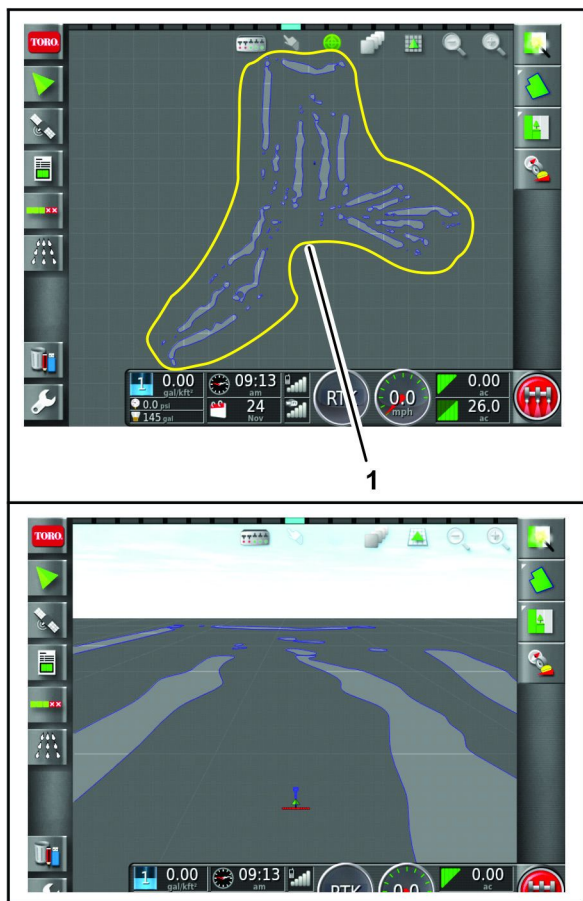 TORO.
1 0.00 gal/kft²
0.0 psi
145 gal
09:13 am
24 Nov
RTK
0.0 mph
0.00 ac
26.0 ac
1
TORO.
1 0.00 gal/kft²
09:13 am
RTK
0.0
0.00 ac